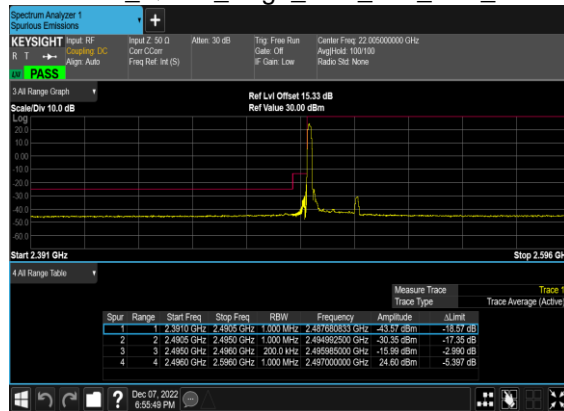 Spectrum Analyzer 1
Spurious Emissions
+
KEYSIGHT Input: RF Input Z: 50 Ω Atten: 30 dB Trig: Free Run Center Freq: 22.005000000 GHz
R T Coupling: DC Corr CCorr Gate: Off Avg|Hold: 100/100
Align: Auto Freq Ref: Int (S) IF Gain: Low Radio Std: None
PASS
3 All Range Graph
Ref Lvl Offset 15.33 dB
Scale/Div 10.0 dB Ref Value 30.00 dBm
Log
20.0
10.0
0.00
-10.0
-20.0
-30.0
-40.0
-50.0
-60.0
Start 2.391 GHz Stop 2.596 GH
4 All Range Table
Measure Trace Trace 1
Trace Type Trace Average (Active)
Spur Range Start Freq Stop Freq RBW Frequency Amplitude ΔLimit
1 1 2.3910 GHz 2.4905 GHz 1.000 MHz 2.487680833 GHz -43.57 dBm -18.57 dB
2 2 2.4905 GHz 2.4950 GHz 1.000 MHz 2.494992500 GHz -30.35 dBm -17.35 dB
3 3 2.4950 GHz 2.4960 GHz 200.0 kHz 2.495985000 GHz -15.99 dBm -2.990 dB
4 4 2.4960 GHz 2.5960 GHz 1.000 MHz 2.497000000 GHz 24.60 dBm -5.397 dB
? Dec 07, 2022
6:55:49 PM